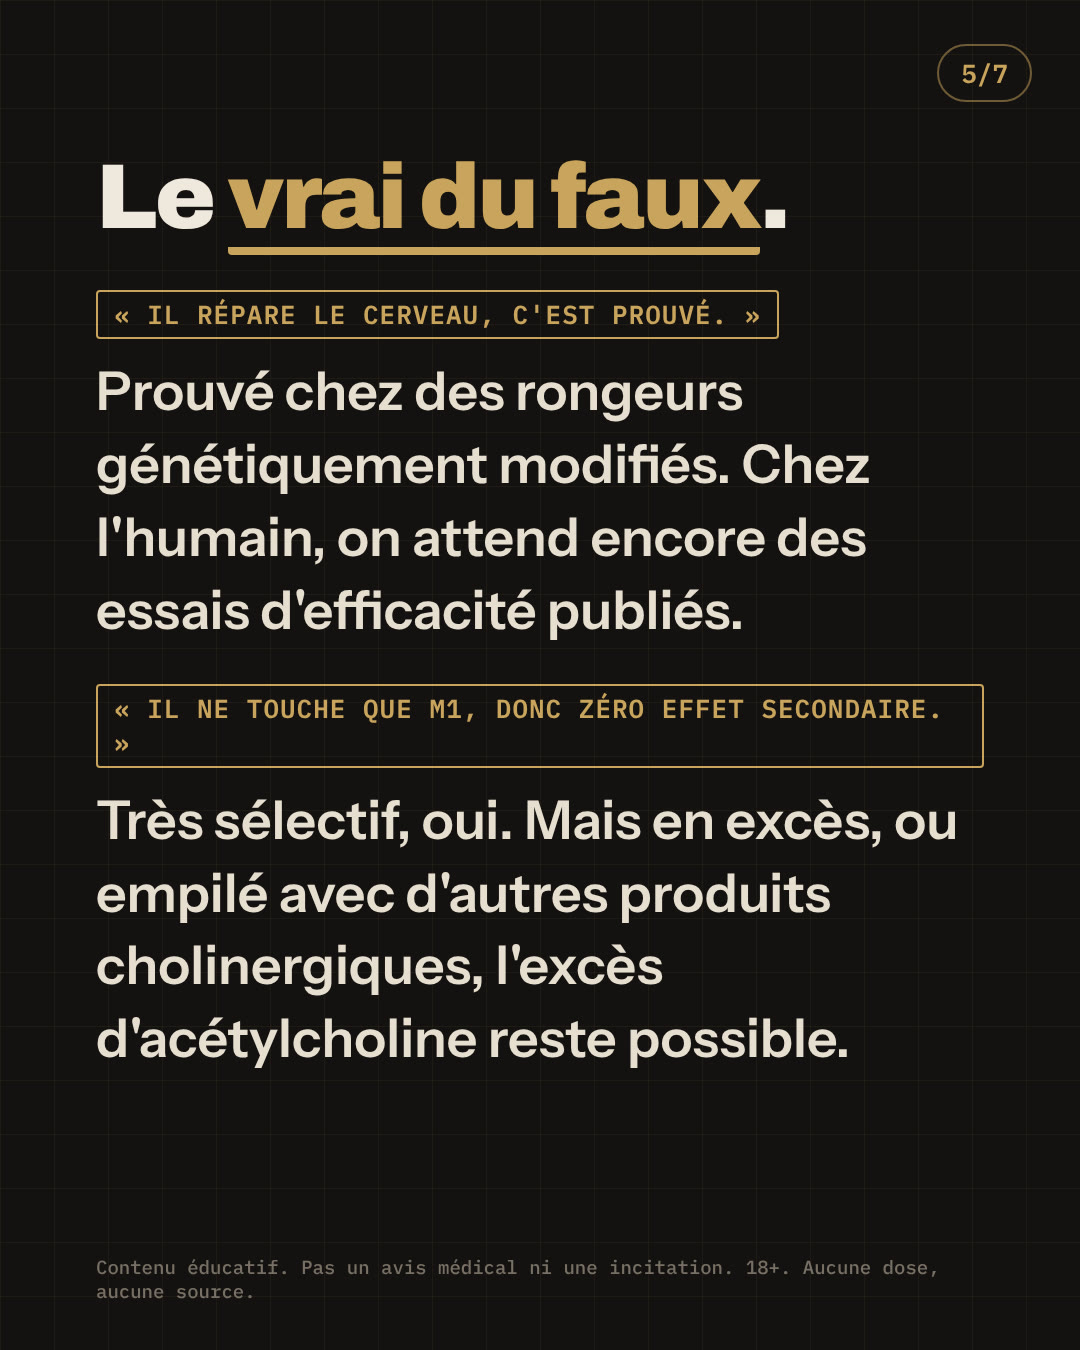 5/7
Le vrai du faux.
« IL RÉPARE LE CERVEAU, C'EST PROUVÉ. »
Prouvé chez des rongeurs
génétiquement modifiés. Chez
l'humain, on attend encore des
essais d'efficacité publiés.
« IL NE TOUCHE QUE M1, DONC ZÉRO EFFET SECONDAIRE.
»
Très sélectif, oui. Mais en excès, ou
empilé avec d'autres produits
cholinergiques, l'excès
d'acétylcholine reste possible.
Contenu éducatif. Pas un avis médical ni une incitation. 18+. Aucune dose,
aucune source.